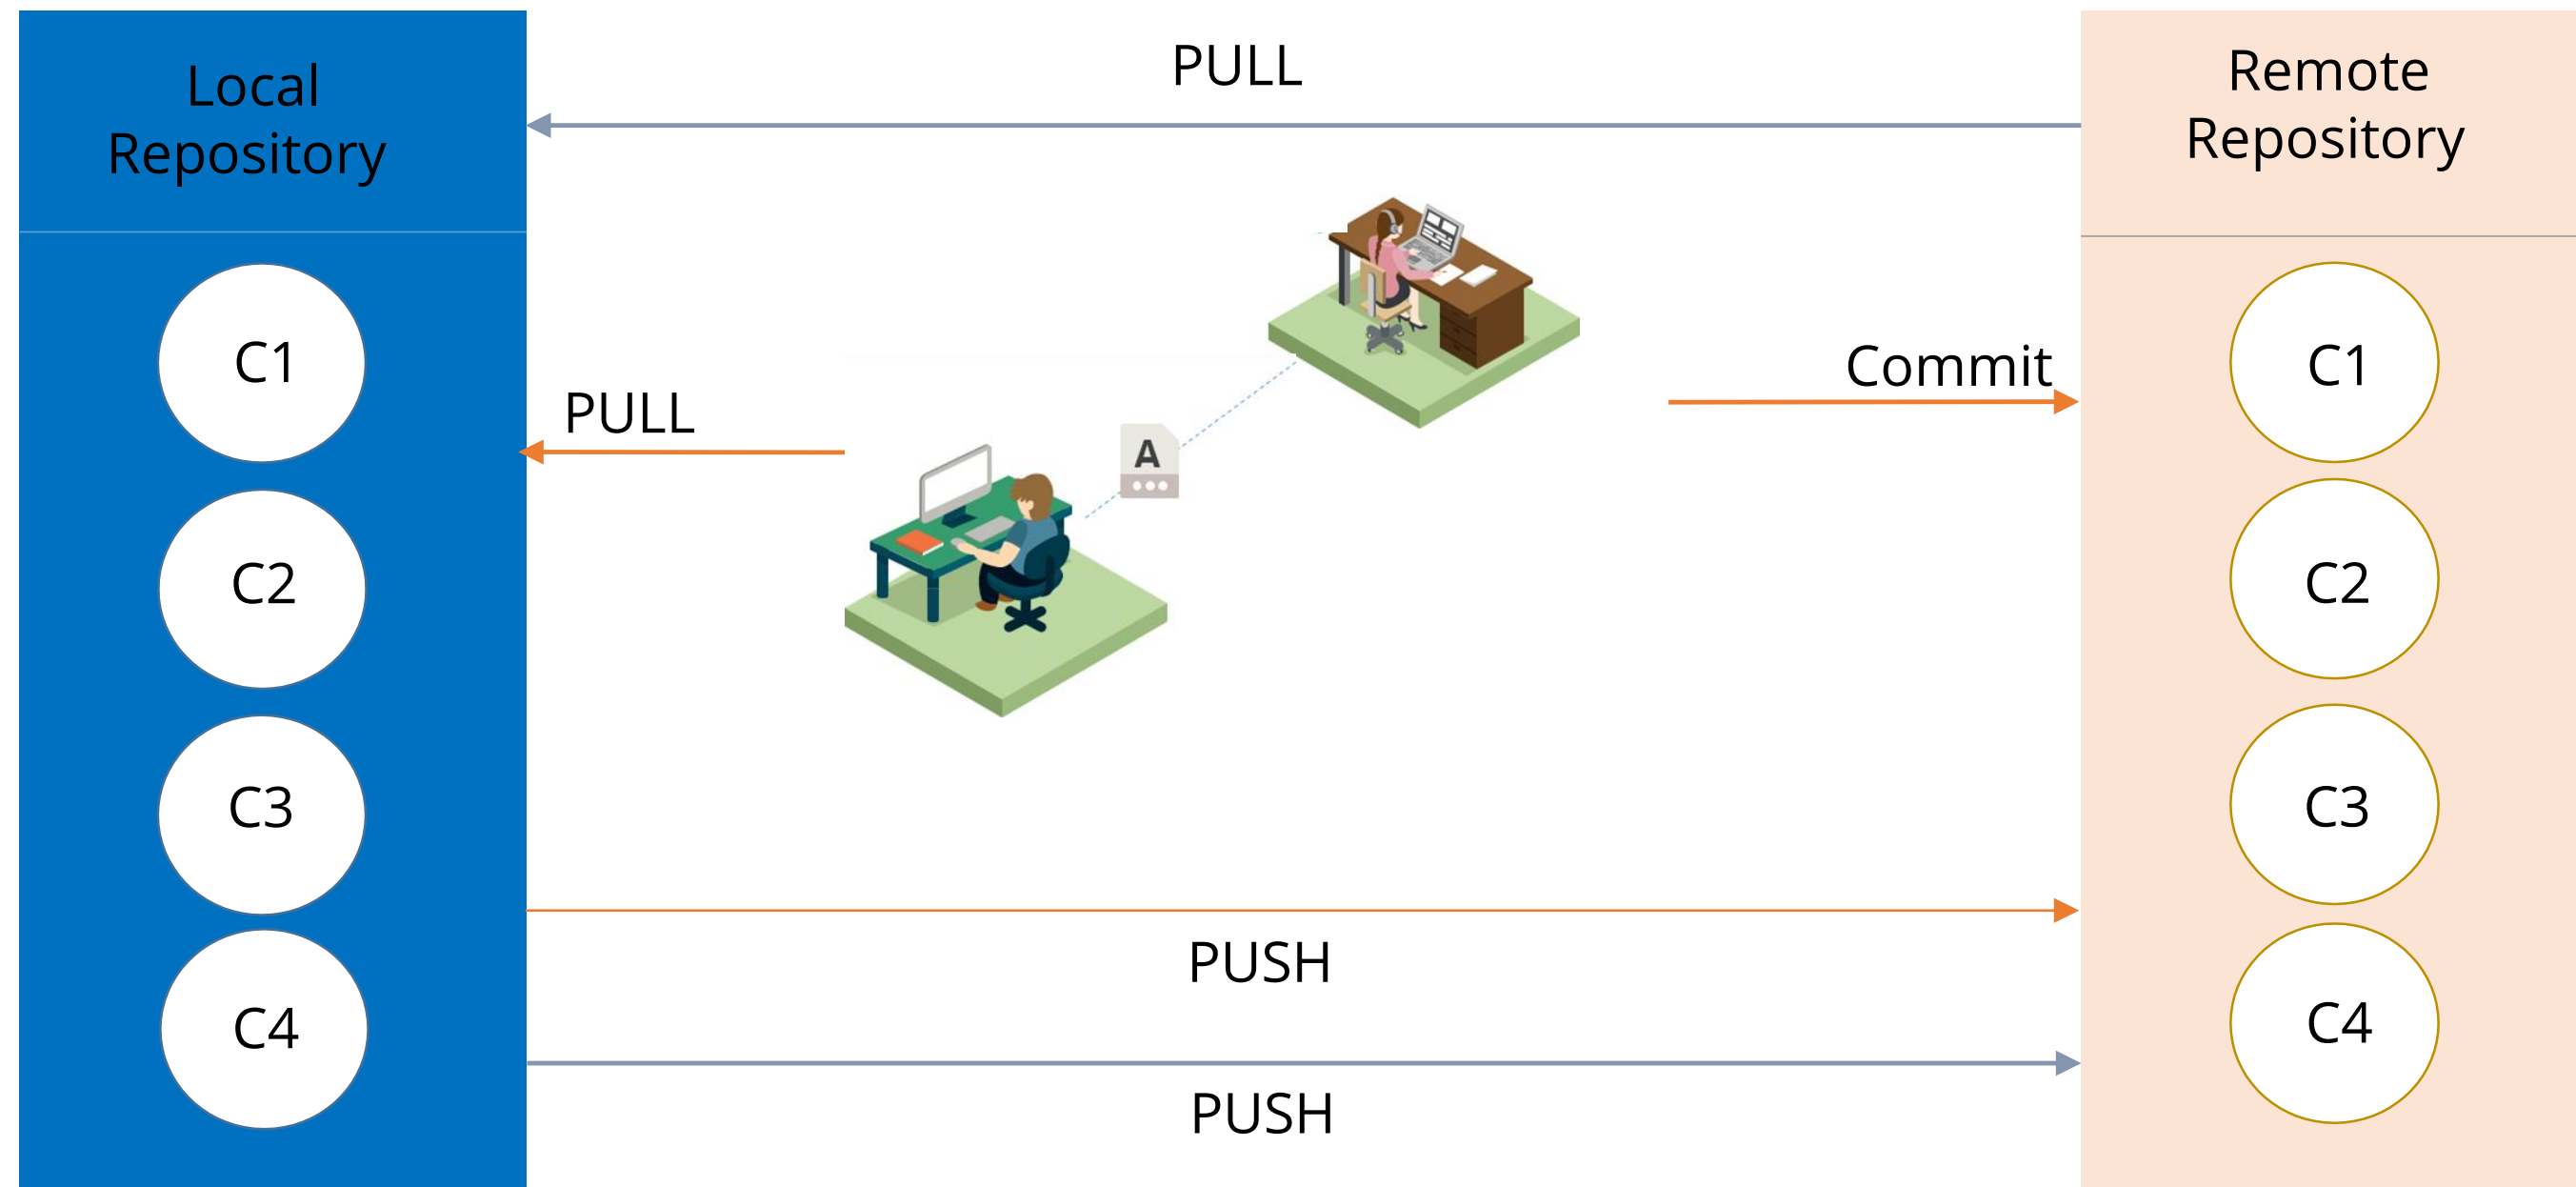 Local
Repository
C1
C2
C3
C4
PULL
PULL
A
Commit
PUSH
PUSH
Remote
Repository
C1
C2
C3
C4